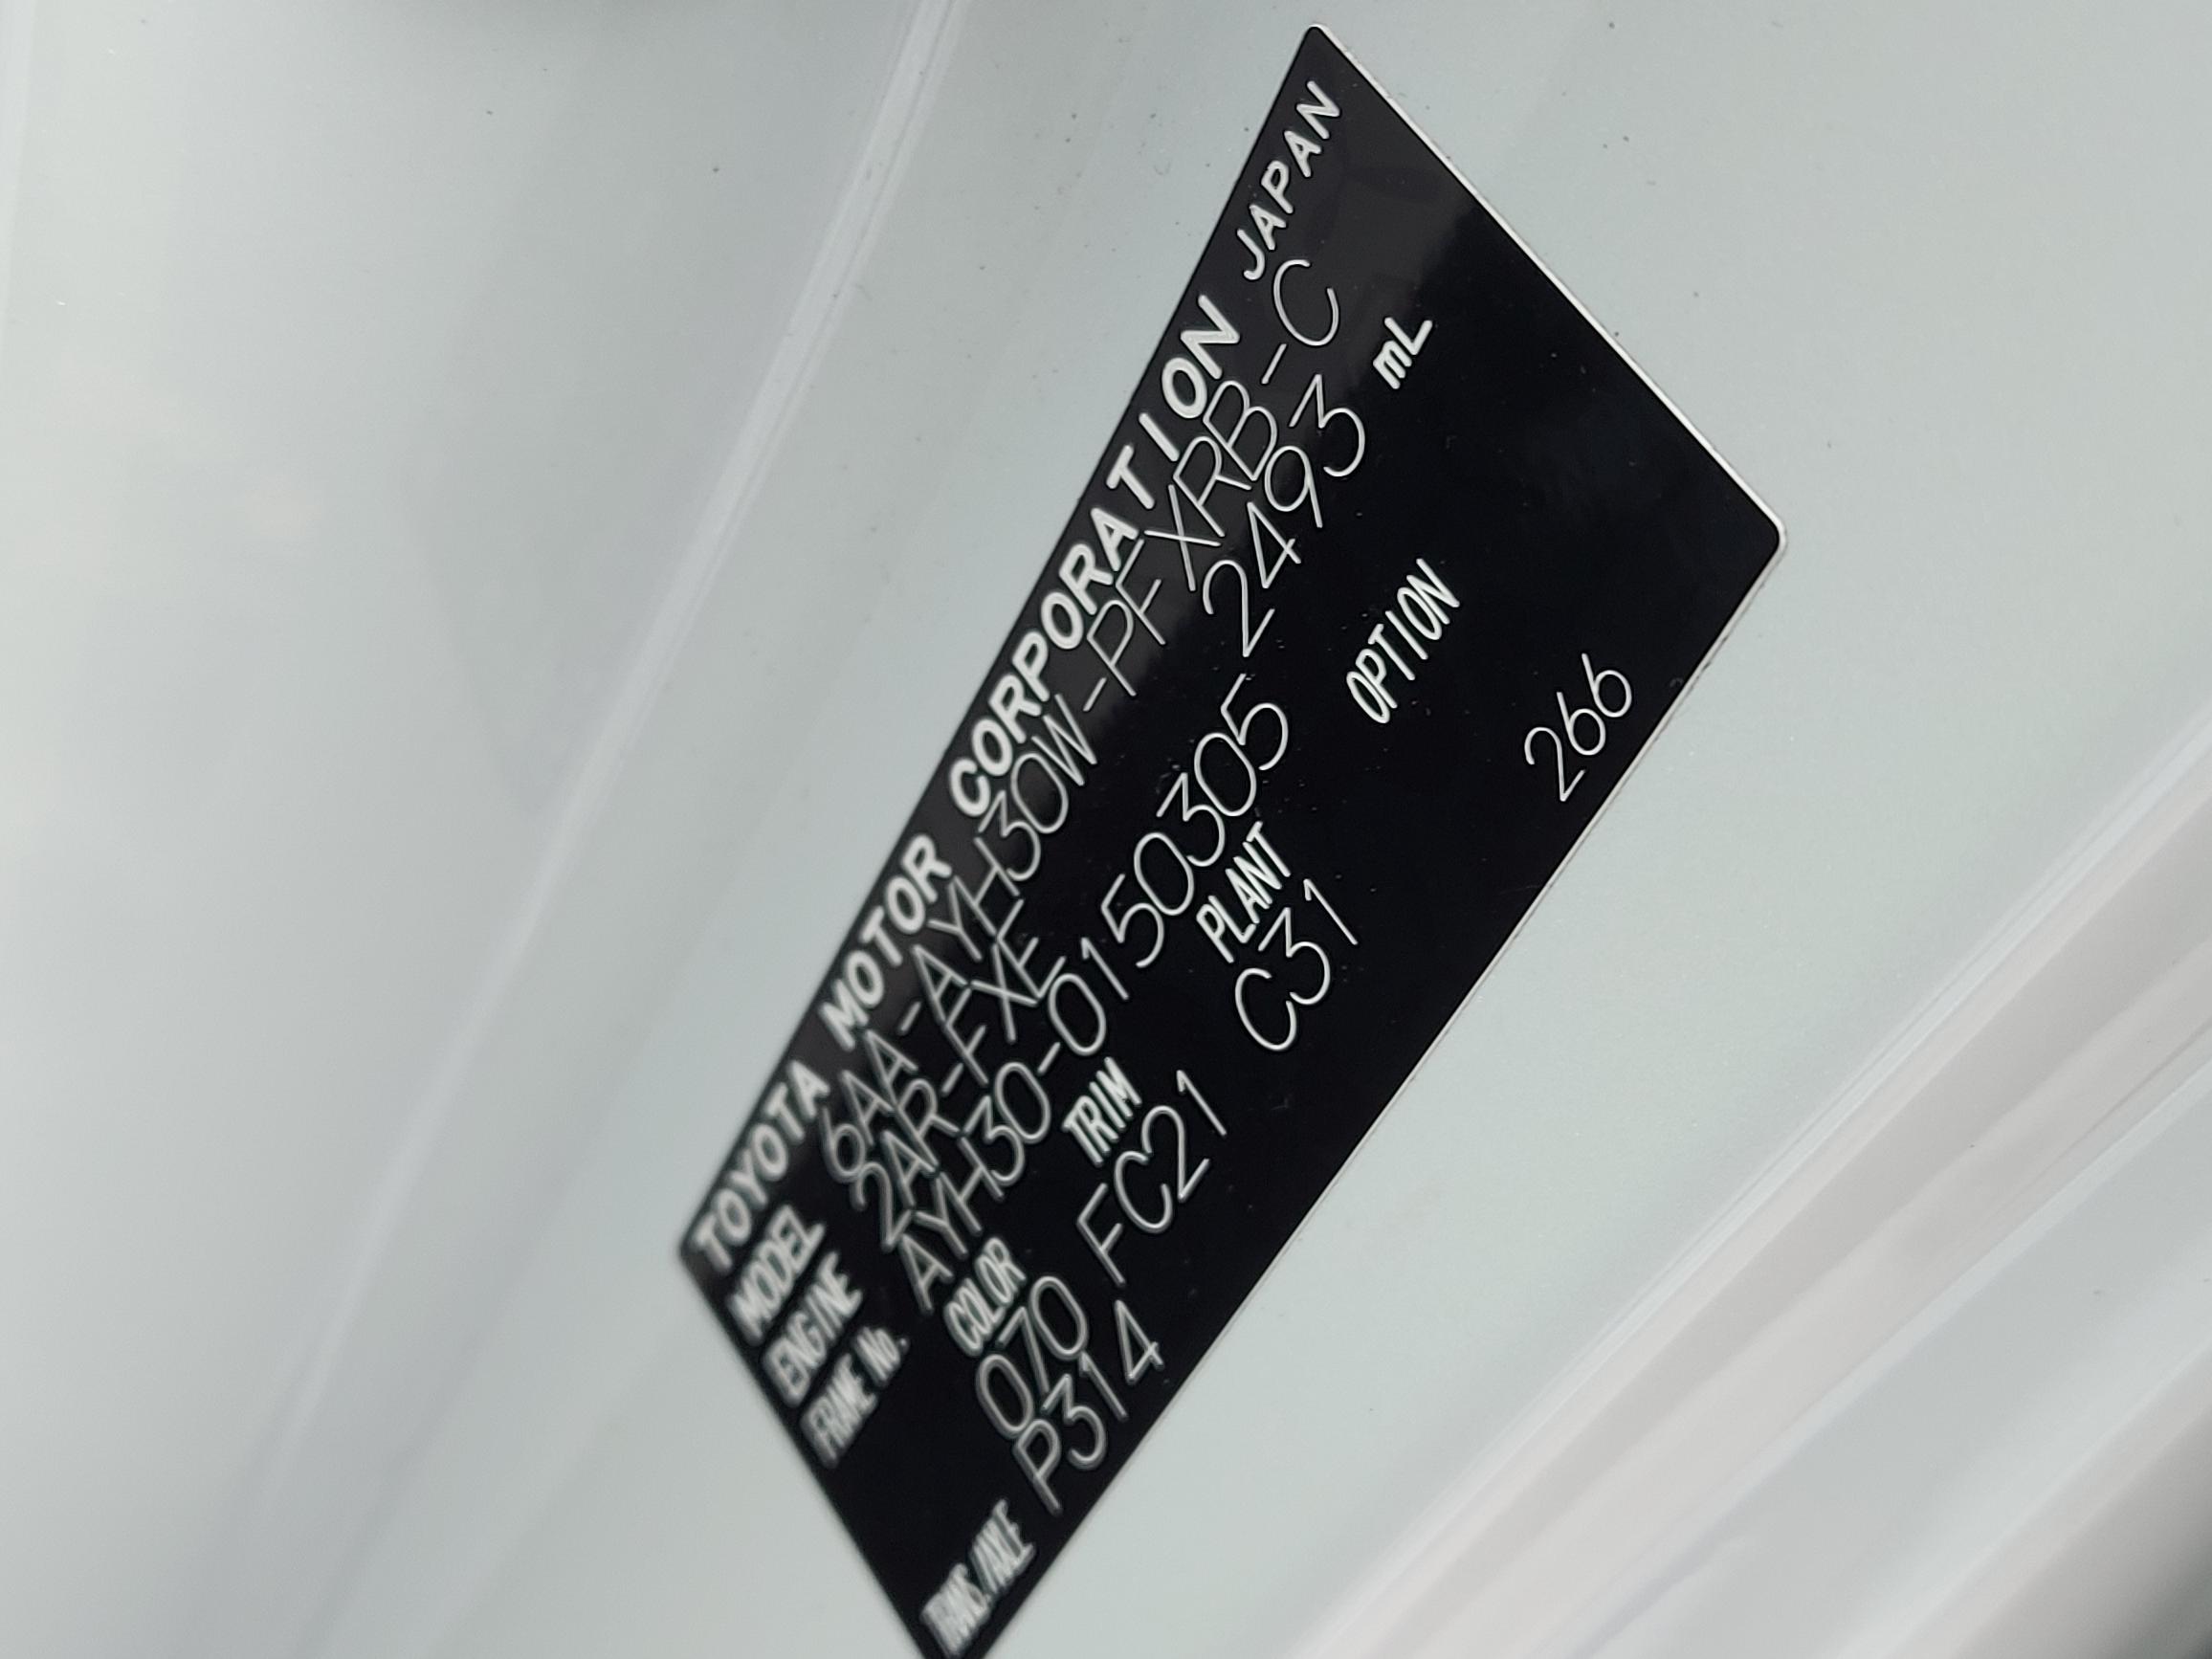 TOYOTA MOTOR CORPORATION JAPAN
MODEL 6AA-AYH30W-PFXRB-C
ENGINE 2AR-FXE 2493 mL
FRAME No. AYH30-0150305
COLOR TRIM PLANT OPTION
070 FC21 C31
TRANS./AXLE P314 266